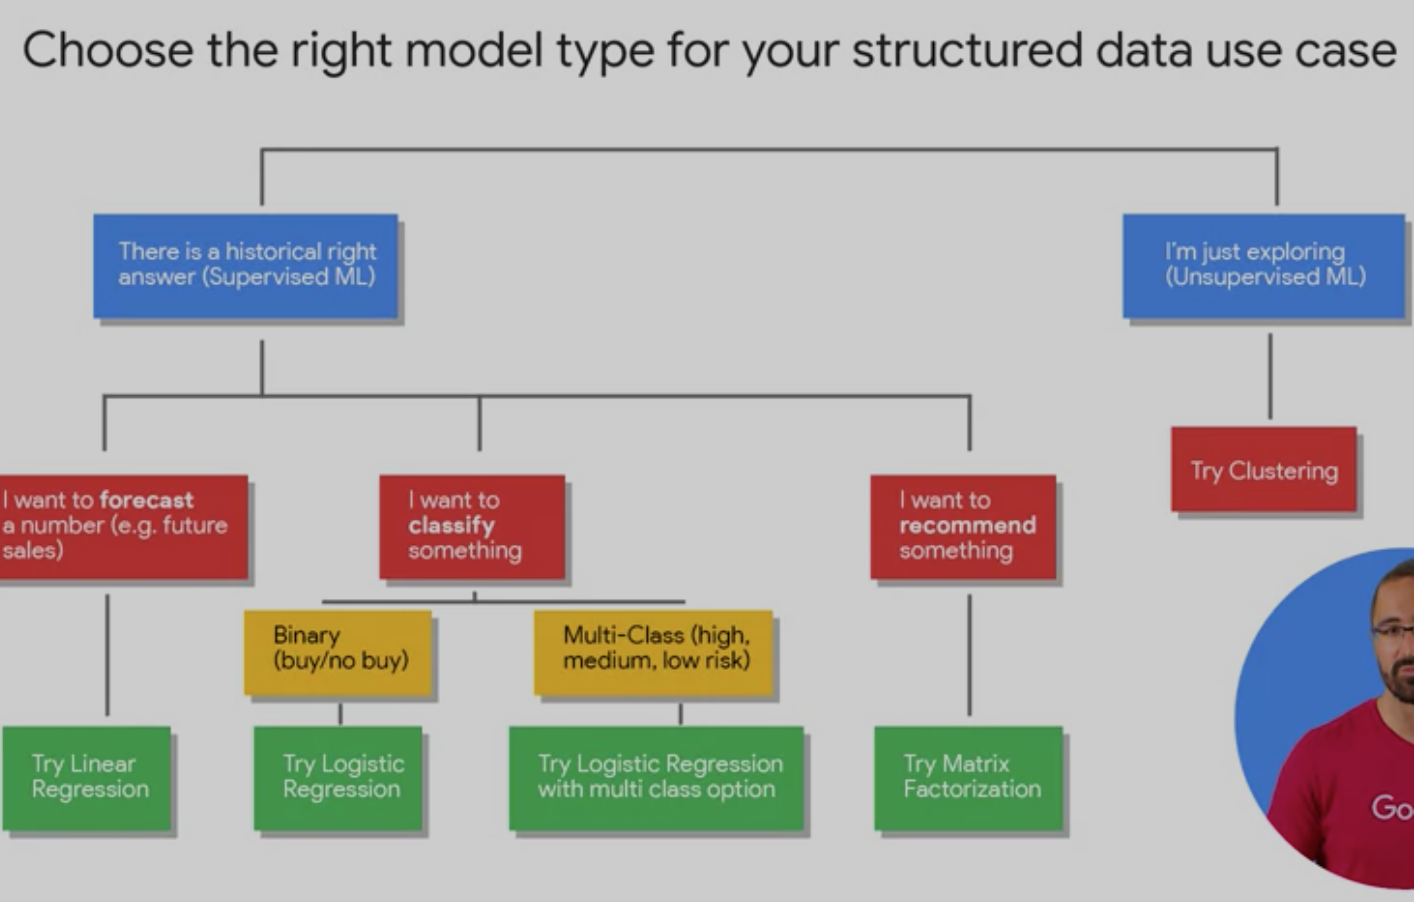 Choose the right model type for your structured data use case
There is a historical right
answer (Supervised ML)
I'm just exploring
(Unsupervised ML)
Try Clustering
I want to forecast
a number (e.g. future
sales)
I want to
classify
something
I want to
recommend
something
Binary
(buy/no buy)
Multi-Class (high,
medium, low risk)
Try Linear
Regression
Try Logistic
Regression
Try Logistic Regression
with multi class option
Try Matrix
Factorization
Go